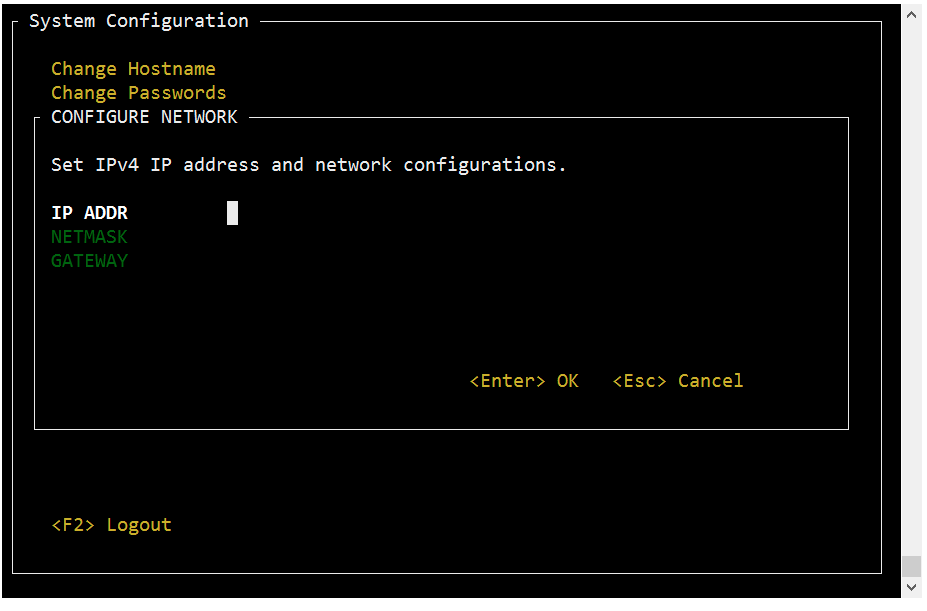 System Configuration
Change Hostname
Change Passwords
CONFIGURE NETWORK
Set IPv4 IP address and network configurations.
IP ADDR
NETMASK
GATEWAY
<Enter> OK   <Esc> Cancel
<F2> Logout